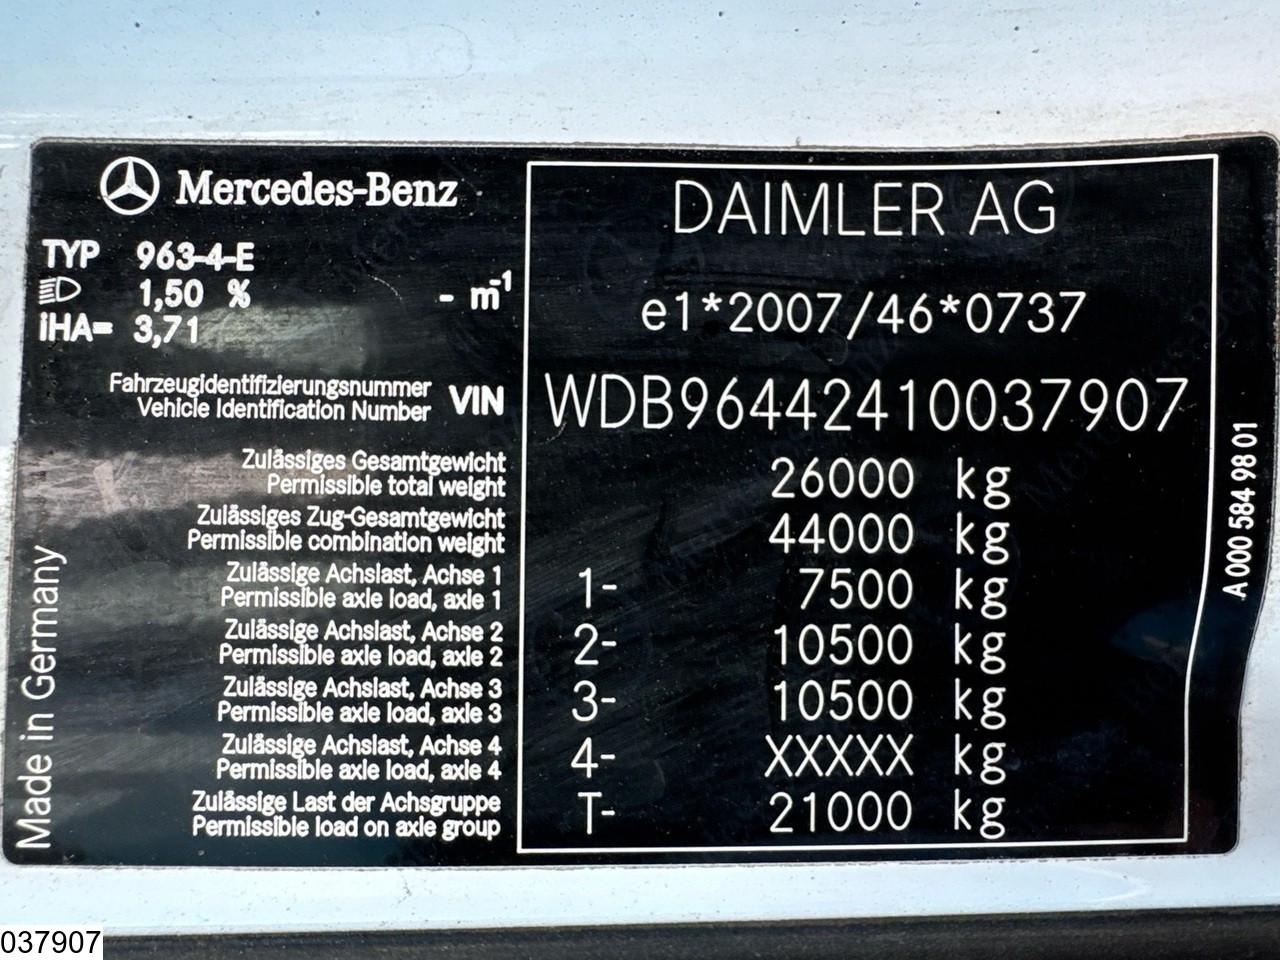 Mercedes-Benz
TYP 963-4-E
1,50 % - m-1
iHA= 3,71
DAIMLER AG
e1*2007/46*0737
Fahrzeugidentifizierungsnummer
Vehicle Identification Number VIN WDB96442410037907
Zulässiges Gesamtgewicht
Permissible total weight 26000 kg
Zulässiges Zug-Gesamtgewicht
Permissible combination weight 44000 kg
Zulässige Achslast, Achse 1
Permissible axle load, axle 1 1- 7500 kg
Zulässige Achslast, Achse 2
Permissible axle load, axle 2 2- 10500 kg
Zulässige Achslast, Achse 3
Permissible axle load, axle 3 3- 10500 kg
Zulässige Achslast, Achse 4
Permissible axle load, axle 4 4- XXXXX kg
Zulässige Last der Achsgruppe
Permissible load on axle group T- 21000 kg
Made in Germany
A 000 584 98 01
037907